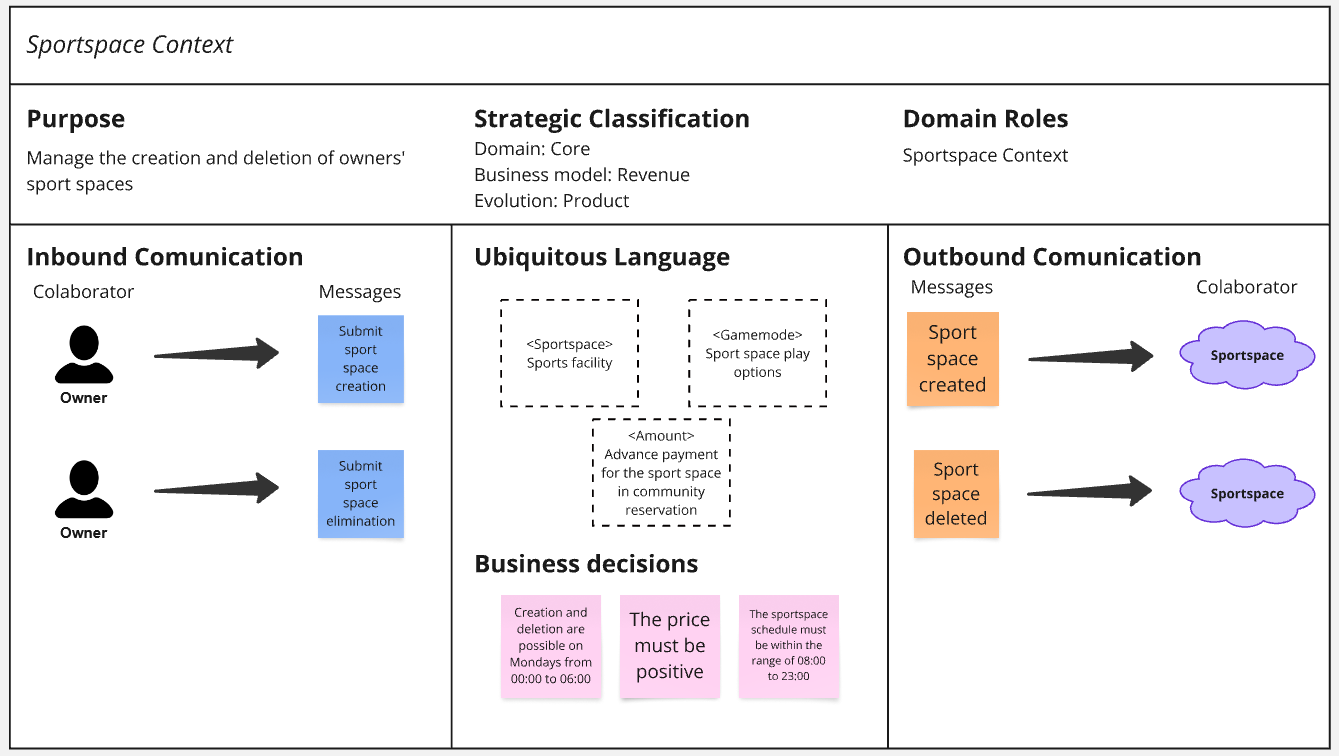 Sportspace Context
Purpose
Manage the creation and deletion of owners'
sport spaces
Strategic Classification
Domain: Core
Business model: Revenue
Evolution: Product
Domain Roles
Sportspace Context
Inbound Comunication
Colaborator
Messages
Owner
Submit
sport
space
creation
Owner
Submit
sport
space
elimination
Ubiquitous Language
<Sportspace>
Sports facility
<Gamemode>
Sport space play
options
<Amount>
Advance payment
for the sport space
in community
reservation
Business decisions
Creation and
deletion are
possible on
Mondays from
00:00 to 06:00
The price
must be
positive
The sportspace
schedule must
be within the
range of 08:00
to 23:00
Outbound Comunication
Messages
Colaborator
Sport
space
created
Sportspace
Sport
space
deleted
Sportspace